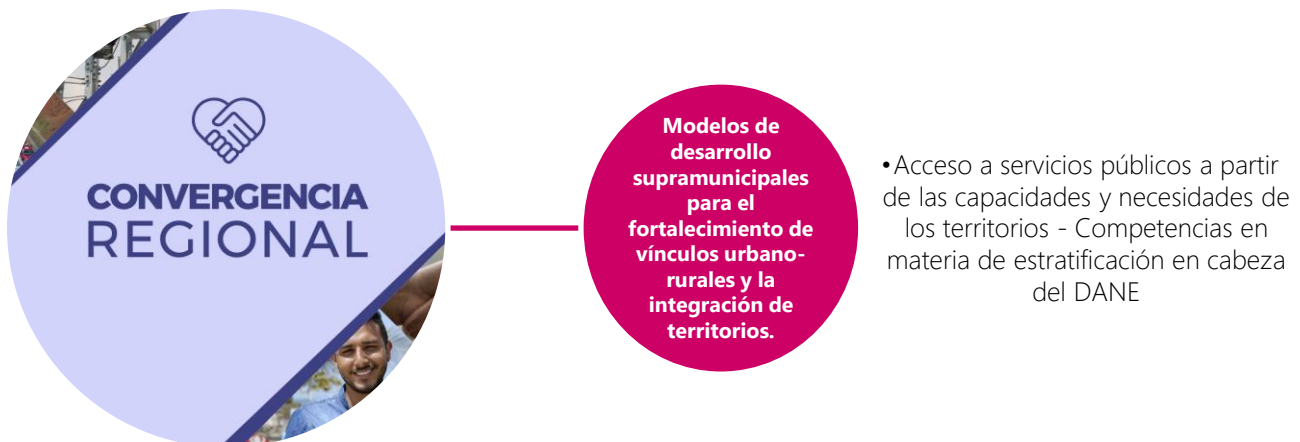 CONVERGENCIA
REGIONAL
Modelos de
desarrollo
supramunicipales
para el
fortalecimiento de
vínculos urbano-
rurales y la
integración de
territorios.
•Acceso a servicios públicos a partir
de las capacidades y necesidades de
los territorios - Competencias en
materia de estratificación en cabeza
del DANE